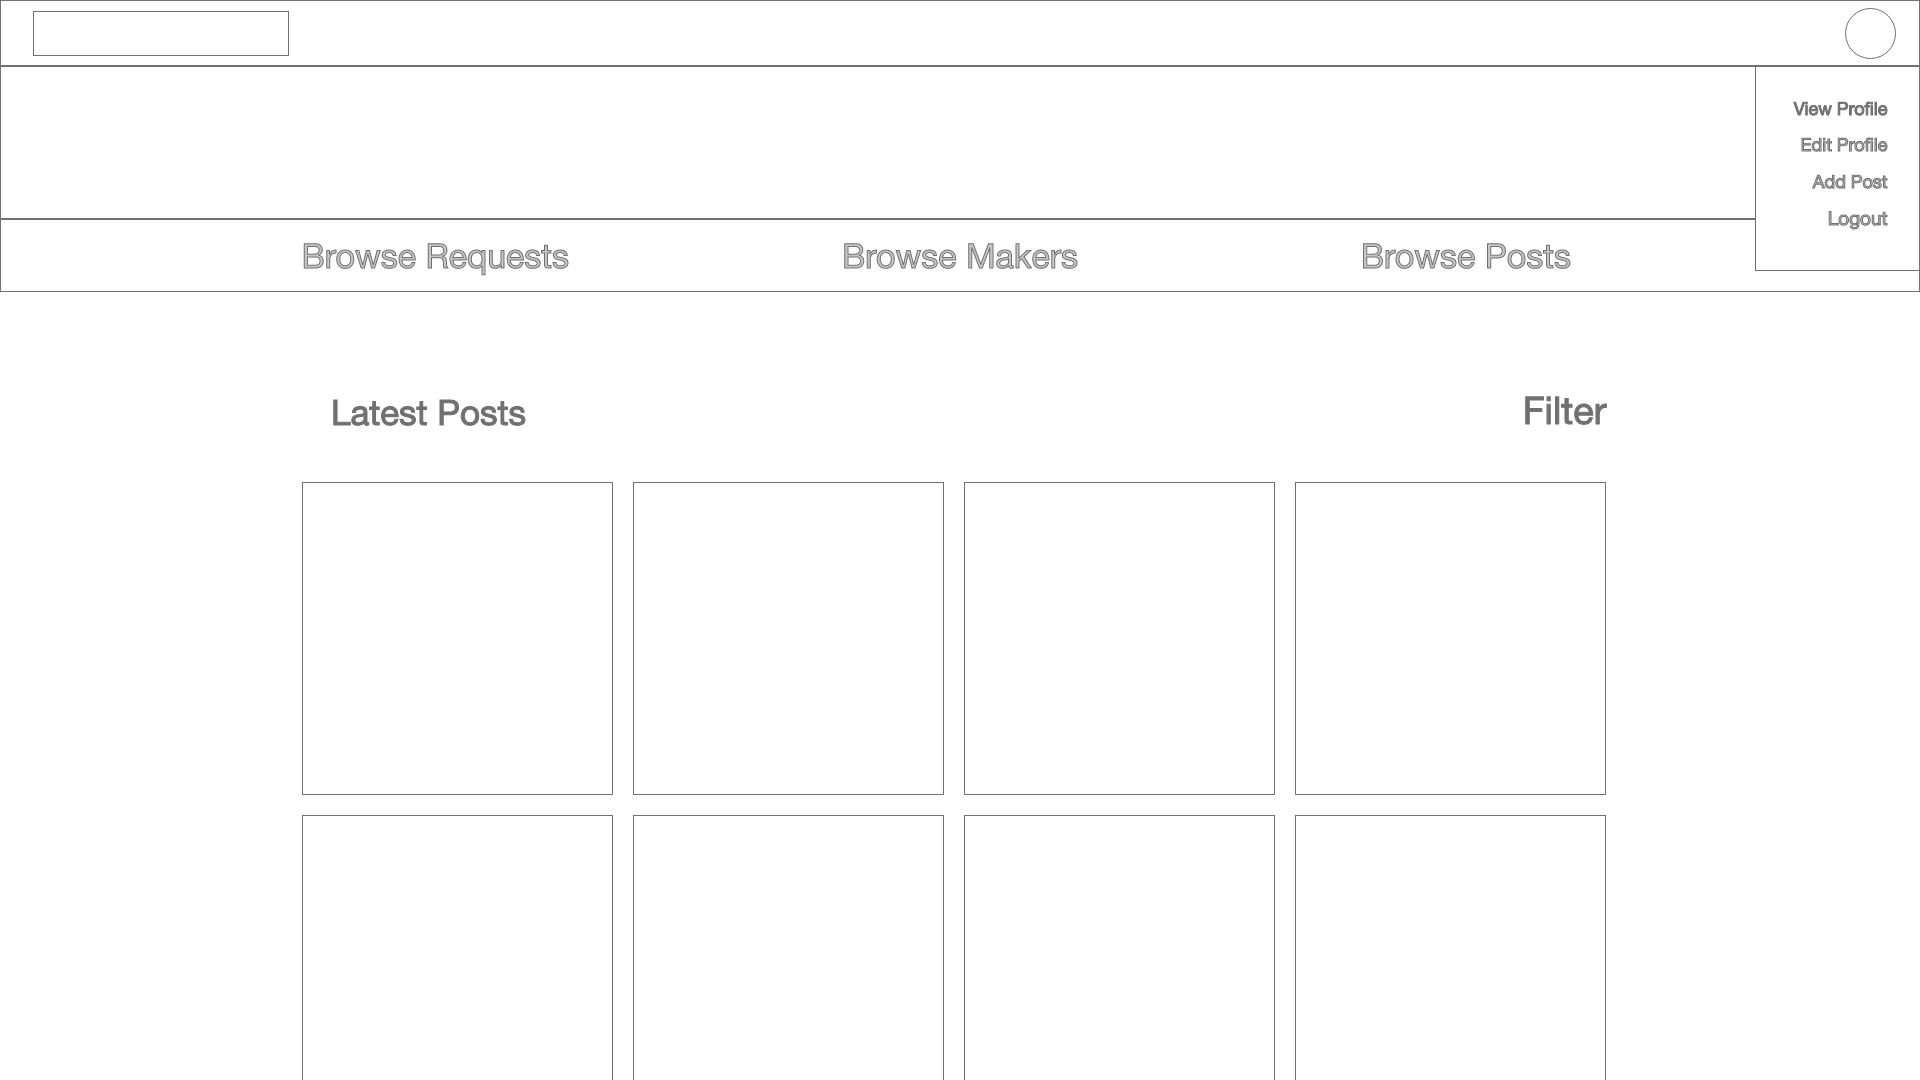 View Profile
Edit Profile
Add Post
Logout
Browse Requests
Browse Makers
Browse Posts
Latest Posts
Filter